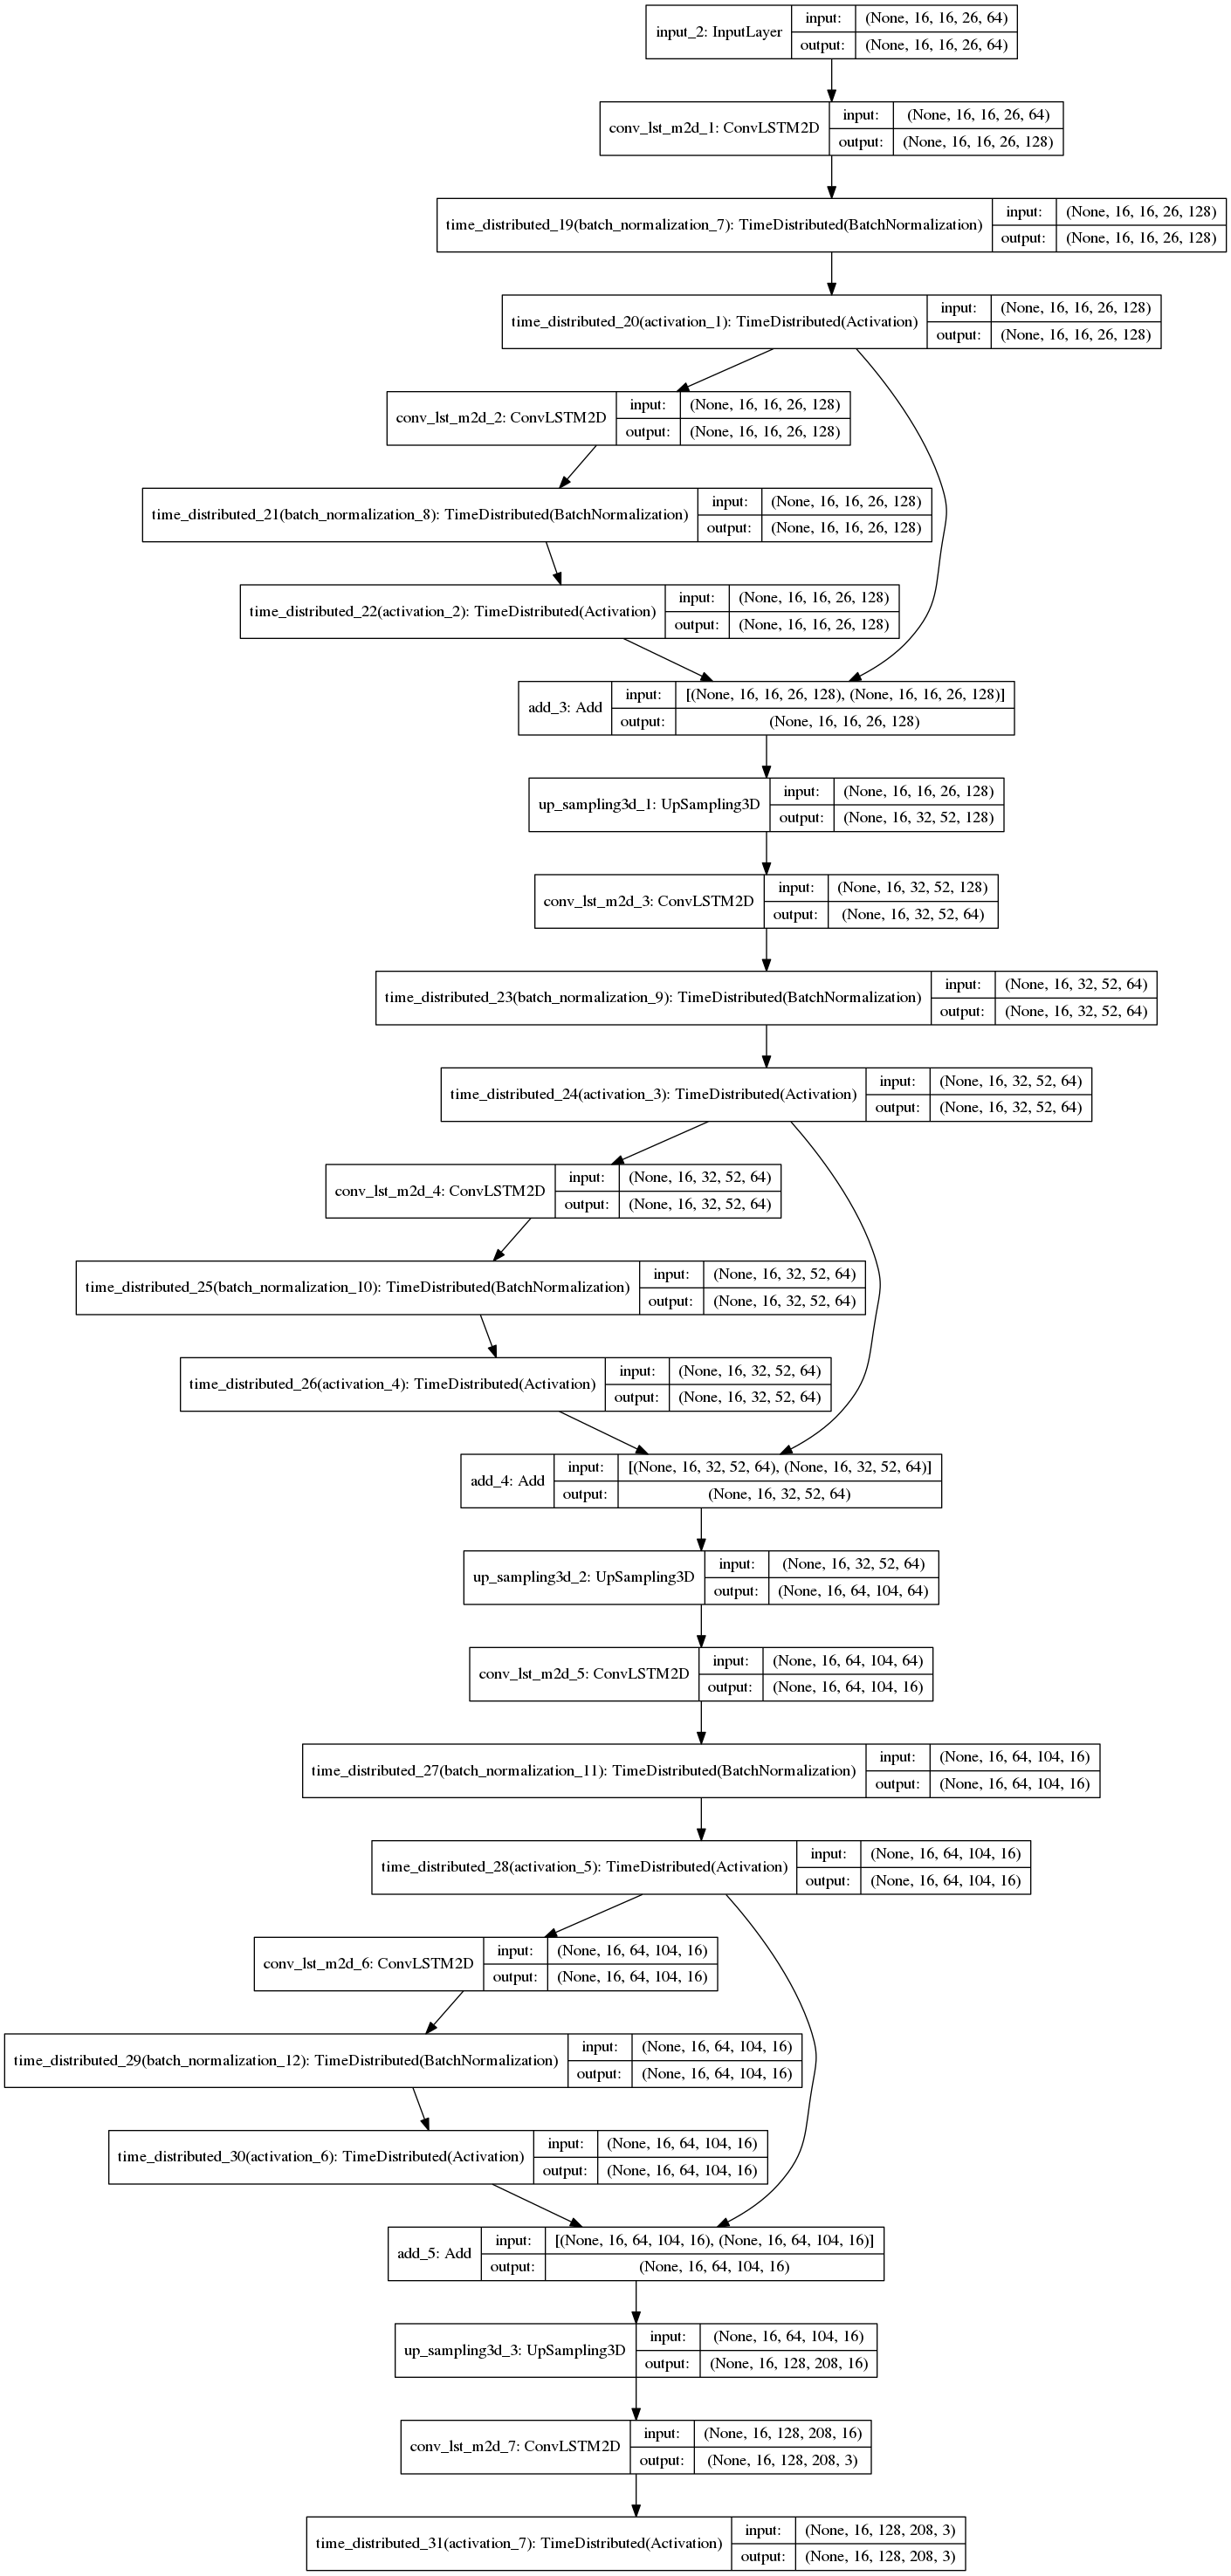 input_2: InputLayer
input: (None, 16, 16, 26, 64)
output: (None, 16, 16, 26, 64)
conv_lst_m2d_1: ConvLSTM2D
input: (None, 16, 16, 26, 64)
output: (None, 16, 16, 26, 128)
time_distributed_19(batch_normalization_7): TimeDistributed(BatchNormalization)
input: (None, 16, 16, 26, 128)
output: (None, 16, 16, 26, 128)
time_distributed_20(activation_1): TimeDistributed(Activation)
input: (None, 16, 16, 26, 128)
output: (None, 16, 16, 26, 128)
conv_lst_m2d_2: ConvLSTM2D
input: (None, 16, 16, 26, 128)
output: (None, 16, 16, 26, 128)
time_distributed_21(batch_normalization_8): TimeDistributed(BatchNormalization)
input: (None, 16, 16, 26, 128)
output: (None, 16, 16, 26, 128)
time_distributed_22(activation_2): TimeDistributed(Activation)
input: (None, 16, 16, 26, 128)
output: (None, 16, 16, 26, 128)
add_3: Add
input: [(None, 16, 16, 26, 128), (None, 16, 16, 26, 128)]
output: (None, 16, 16, 26, 128)
up_sampling3d_1: UpSampling3D
input: (None, 16, 16, 26, 128)
output: (None, 16, 32, 52, 128)
conv_lst_m2d_3: ConvLSTM2D
input: (None, 16, 32, 52, 128)
output: (None, 16, 32, 52, 64)
time_distributed_23(batch_normalization_9): TimeDistributed(BatchNormalization)
input: (None, 16, 32, 52, 64)
output: (None, 16, 32, 52, 64)
time_distributed_24(activation_3): TimeDistributed(Activation)
input: (None, 16, 32, 52, 64)
output: (None, 16, 32, 52, 64)
conv_lst_m2d_4: ConvLSTM2D
input: (None, 16, 32, 52, 64)
output: (None, 16, 32, 52, 64)
time_distributed_25(batch_normalization_10): TimeDistributed(BatchNormalization)
input: (None, 16, 32, 52, 64)
output: (None, 16, 32, 52, 64)
time_distributed_26(activation_4): TimeDistributed(Activation)
input: (None, 16, 32, 52, 64)
output: (None, 16, 32, 52, 64)
add_4: Add
input: [(None, 16, 32, 52, 64), (None, 16, 32, 52, 64)]
output: (None, 16, 32, 52, 64)
up_sampling3d_2: UpSampling3D
input: (None, 16, 32, 52, 64)
output: (None, 16, 64, 104, 64)
conv_lst_m2d_5: ConvLSTM2D
input: (None, 16, 64, 104, 64)
output: (None, 16, 64, 104, 16)
time_distributed_27(batch_normalization_11): TimeDistributed(BatchNormalization)
input: (None, 16, 64, 104, 16)
output: (None, 16, 64, 104, 16)
time_distributed_28(activation_5): TimeDistributed(Activation)
input: (None, 16, 64, 104, 16)
output: (None, 16, 64, 104, 16)
conv_lst_m2d_6: ConvLSTM2D
input: (None, 16, 64, 104, 16)
output: (None, 16, 64, 104, 16)
time_distributed_29(batch_normalization_12): TimeDistributed(BatchNormalization)
input: (None, 16, 64, 104, 16)
output: (None, 16, 64, 104, 16)
time_distributed_30(activation_6): TimeDistributed(Activation)
input: (None, 16, 64, 104, 16)
output: (None, 16, 64, 104, 16)
add_5: Add
input: [(None, 16, 64, 104, 16), (None, 16, 64, 104, 16)]
output: (None, 16, 64, 104, 16)
up_sampling3d_3: UpSampling3D
input: (None, 16, 64, 104, 16)
output: (None, 16, 128, 208, 16)
conv_lst_m2d_7: ConvLSTM2D
input: (None, 16, 128, 208, 16)
output: (None, 16, 128, 208, 3)
time_distributed_31(activation_7): TimeDistributed(Activation)
input: (None, 16, 128, 208, 3)
output: (None, 16, 128, 208, 3)